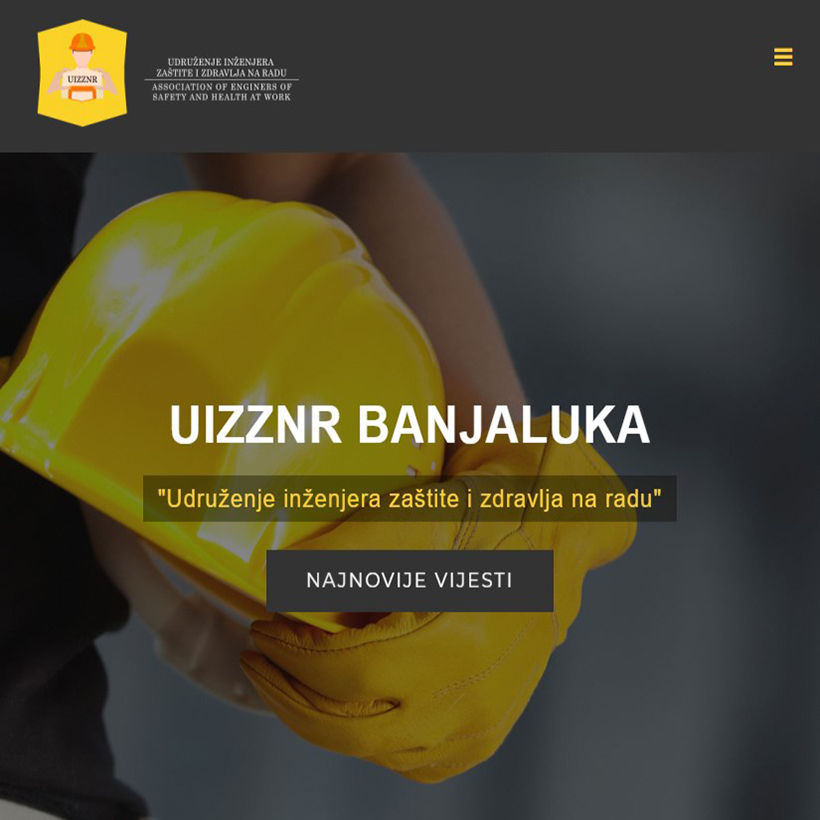 UIZZNR
UDRUŽENJE INŽENJERA
ZAŠTITE I ZDRAVLJA NA RADU
ASSOCIATION OF ENGINERS OF
SAFETY AND HEALTH AT WORK
UIZZNR BANJALUKA
"Udruženje inženjera zaštite i zdravlja na radu"
NAJNOVIJE VIJESTI